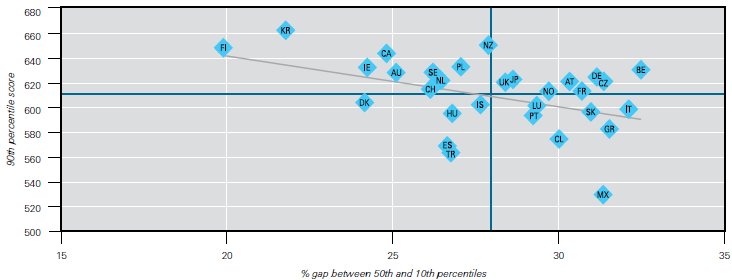 680
KR
FI
NZ
660
CA
IE
AU
SE
PL
BE
640
NL
UK
JP
AT
DE
CZ
620
CH
NO
FR
DK
HU
IS
LU
SK
IT
600
PT
GR
580
ES
CL
TR
560
540
MX
520
500
15
20
25
30
35
90th percentile score
% gap between 50th and 10th percentiles